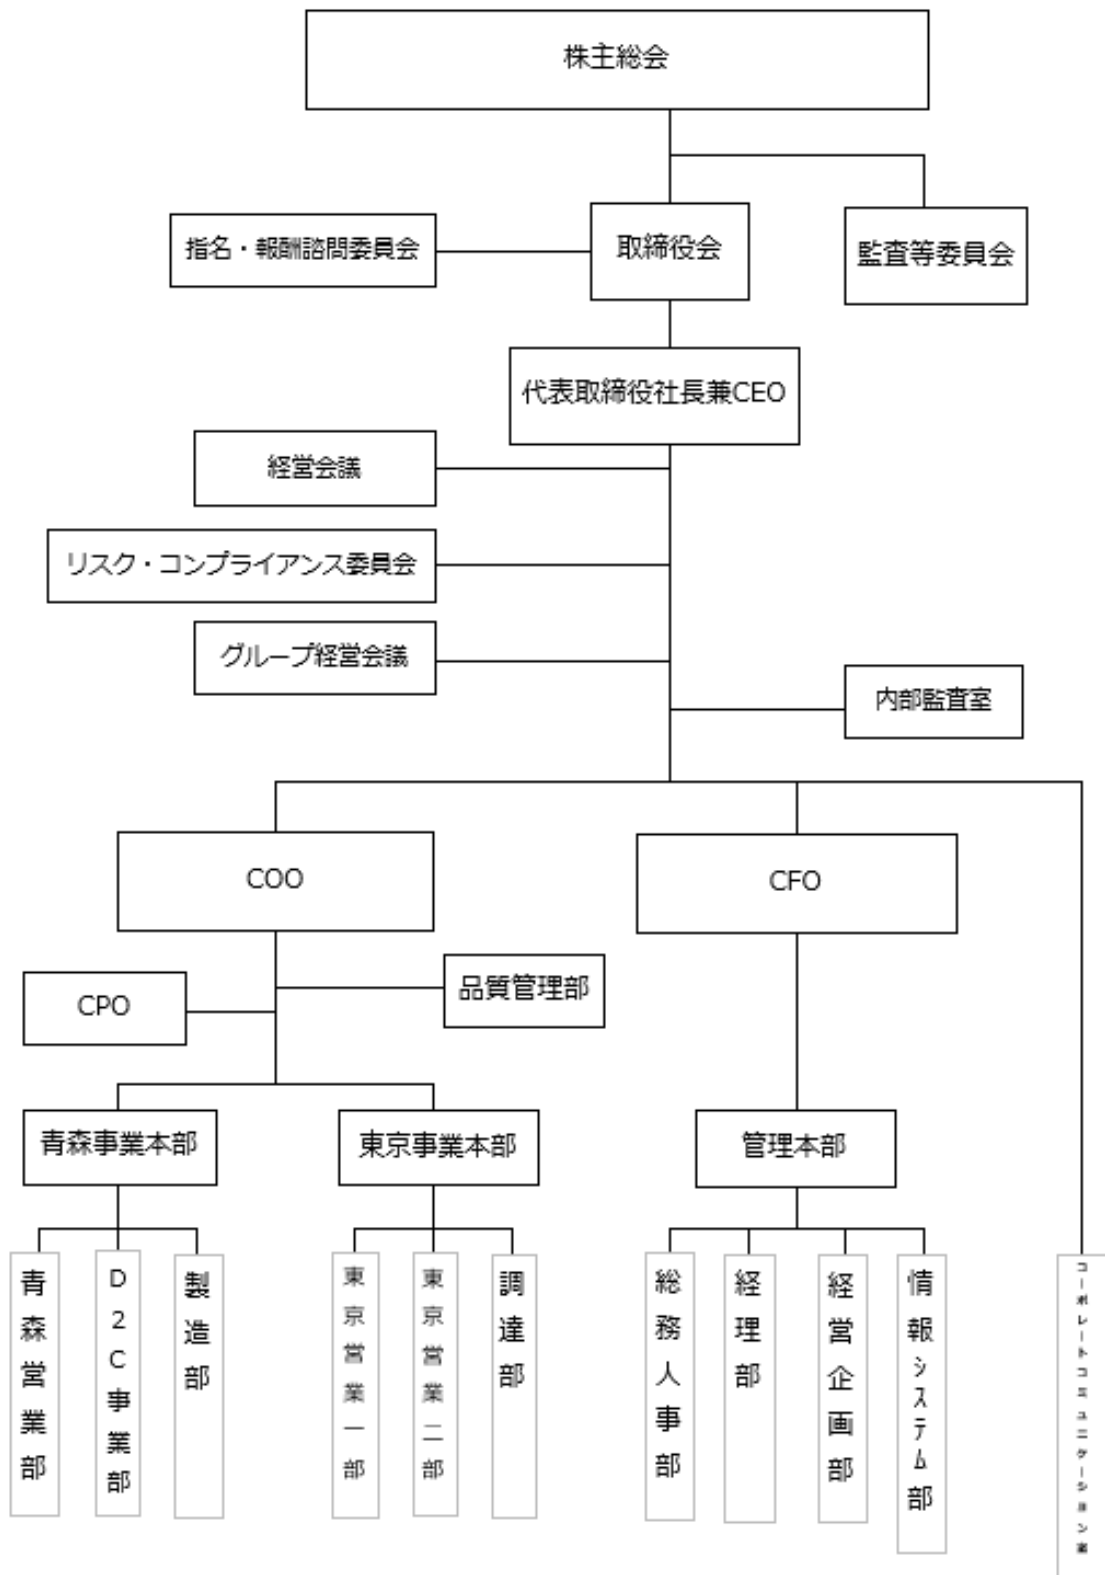 株主総会
指名・報酬諮問委員会
取締役会
監査等委員会
代表取締役社長兼CEO
経営会議
リスク・コンプライアンス委員会
グループ経営会議
内部監査室
COO
CFO
CPO
品質管理部
青森事業本部
東京事業本部
管理本部
青森営業部
D2C事業部
製造部
東京営業一部
東京営業二部
調達部
総務人事部
経理部
経営企画部
情報システム部
コーポレートコミュニケーション室